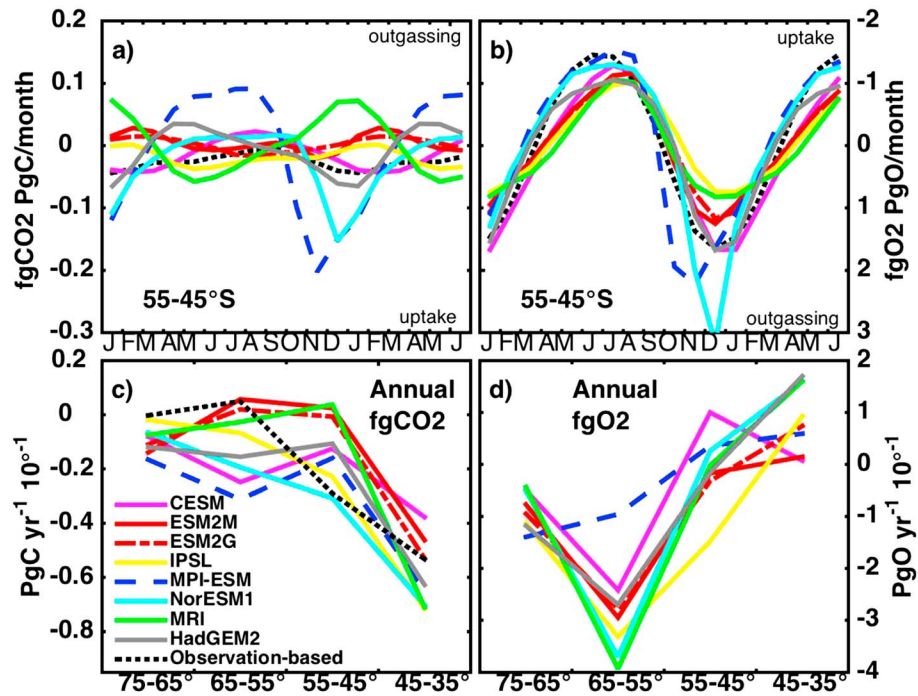 0.2
-2
a)
outgassing
b)
uptake
0.1
-1
0
0
-0.1
1
-0.2
2
55-45°S
uptake
55-45°S
outgassing
-0.3
3
fgCO2 PgC/month
fgO2 PgO/month
J FM AM J J A SO N D J FM AM J
J FM AM J J A S O N D J FM AM J
0.2
2
c)
Annual
fgCO2
d)
Annual
fgO2
0
1
-0.2
0
-0.4
-1
-0.6
-2
-0.8
-3
-4
CESM
ESM2M
ESM2G
IPSL
MPI-ESM
NorESM1
MRI
HadGEM2
Observation-based
PgC yr-1 10°-1
PgO yr-1 10°-1
75-65° 65-55° 55-45° 45-35°
75-65° 65-55° 55-45° 45-35°